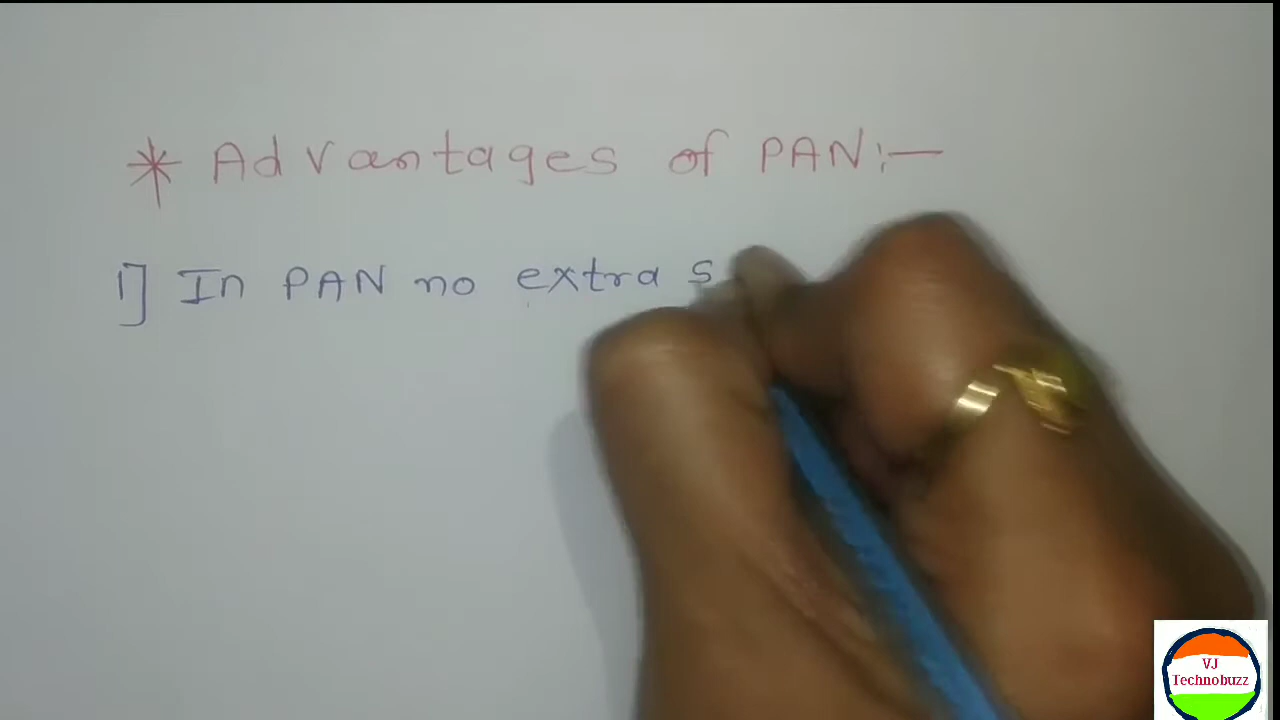 * Advantages of PAN:-
1] In PAN no extra s
VJ
Technobuzz